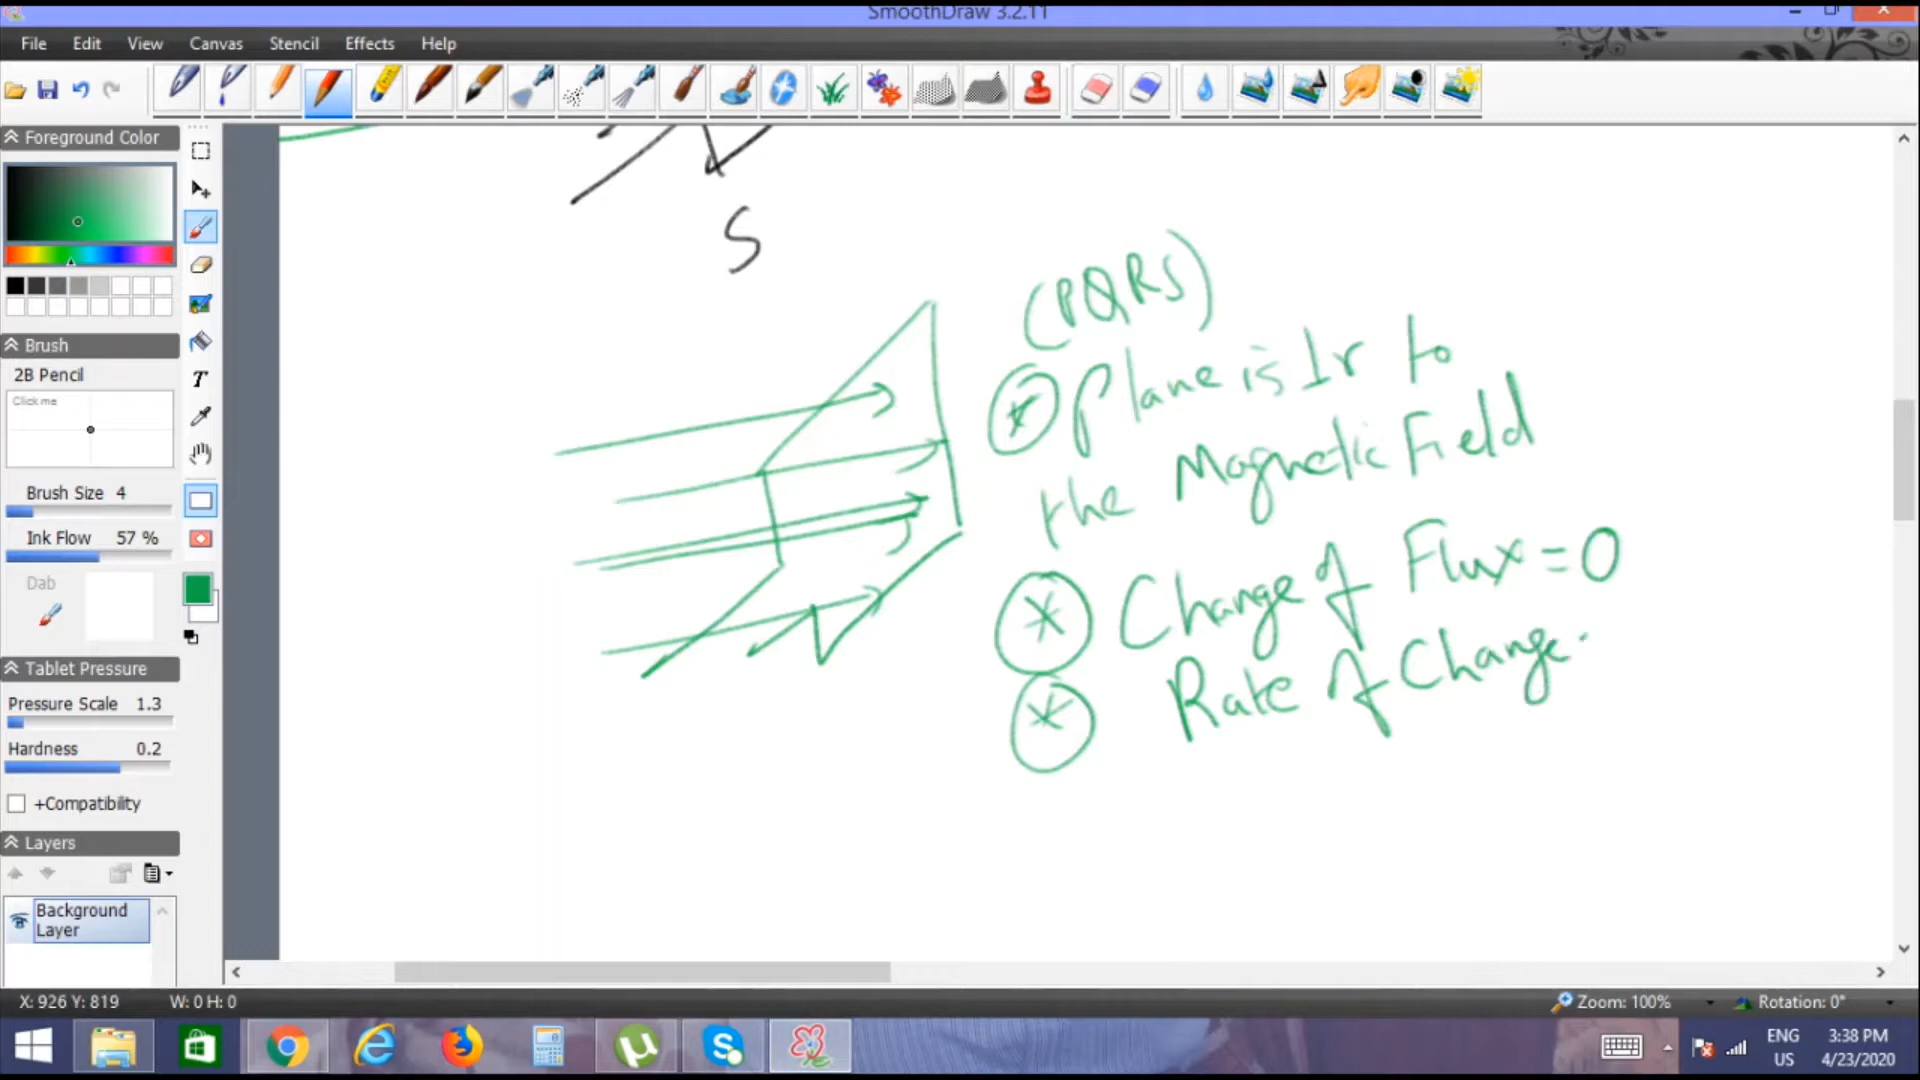 SmoothDraw 3.2.11
File Edit View Canvas Stencil Effects Help
Foreground Color
Brush
2B Pencil
Click me
Brush Size 4
Ink Flow 57 %
Dab
Tablet Pressure
Pressure Scale 1.3
Hardness 0.2
+Compatibility
Layers
Background
Layer
S
(PQRS)
* Plane is 1r to
the Magnetic Field
* Change of Flux = 0
* Rate of Change.
X: 926 Y: 819 W: 0 H: 0 Zoom: 100% Rotation: 0°
ENG 3:38 PM
US 4/23/2020